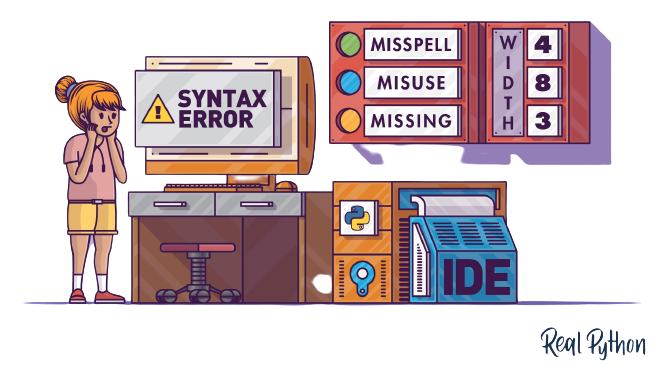 SYNTAX
ERROR
MISSPELL
MISUSE
MISSING
WIDTH
4
8
3
IDE
Real Python